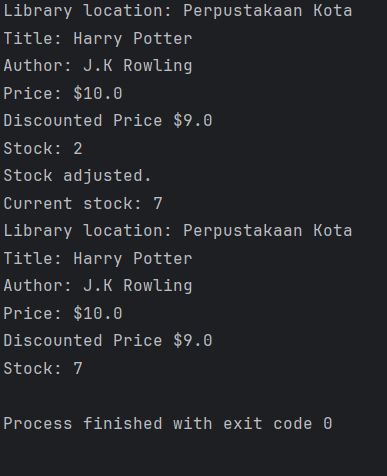 Library location: Perpustakaan Kota
Title: Harry Potter
Author: J.K Rowling
Price: $10.0
Discounted Price $9.0
Stock: 2
Stock adjusted.
Current stock: 7
Library location: Perpustakaan Kota
Title: Harry Potter
Author: J.K Rowling
Price: $10.0
Discounted Price $9.0
Stock: 7
Process finished with exit code 0